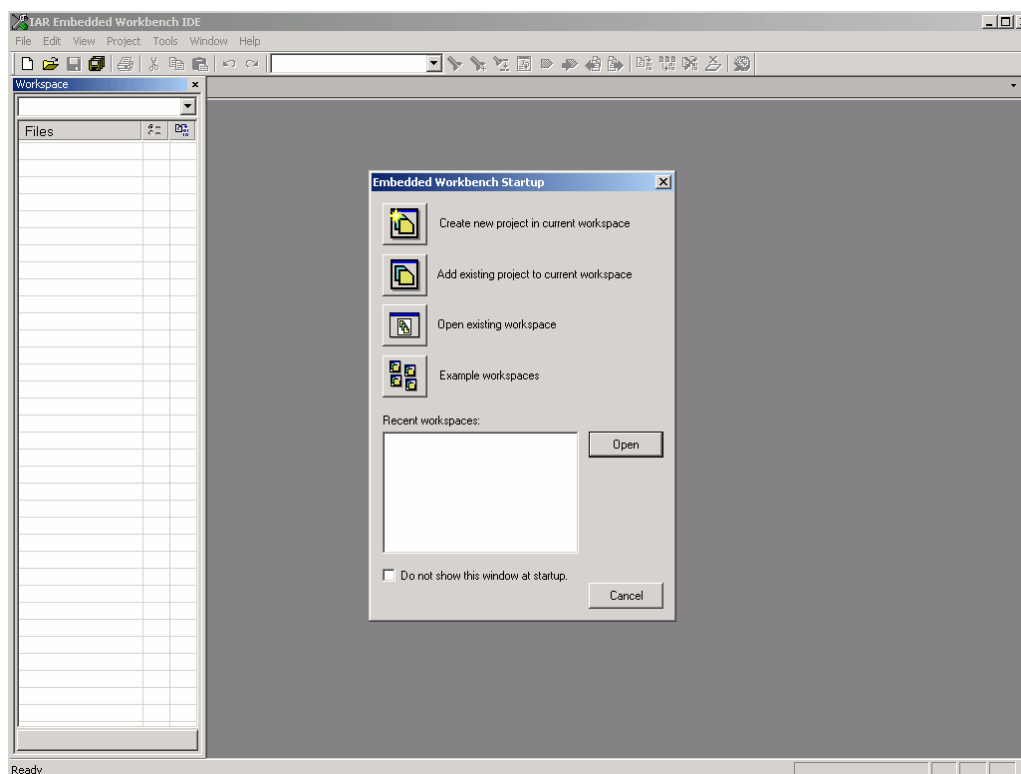 IAR Embedded Workbench IDE
File Edit View Project Tools Window Help
Workspace
Files
Embedded Workbench Startup
Create new project in current workspace
Add existing project to current workspace
Open existing workspace
Example workspaces
Recent workspaces:
Open
Do not show this window at startup.
Cancel
Ready